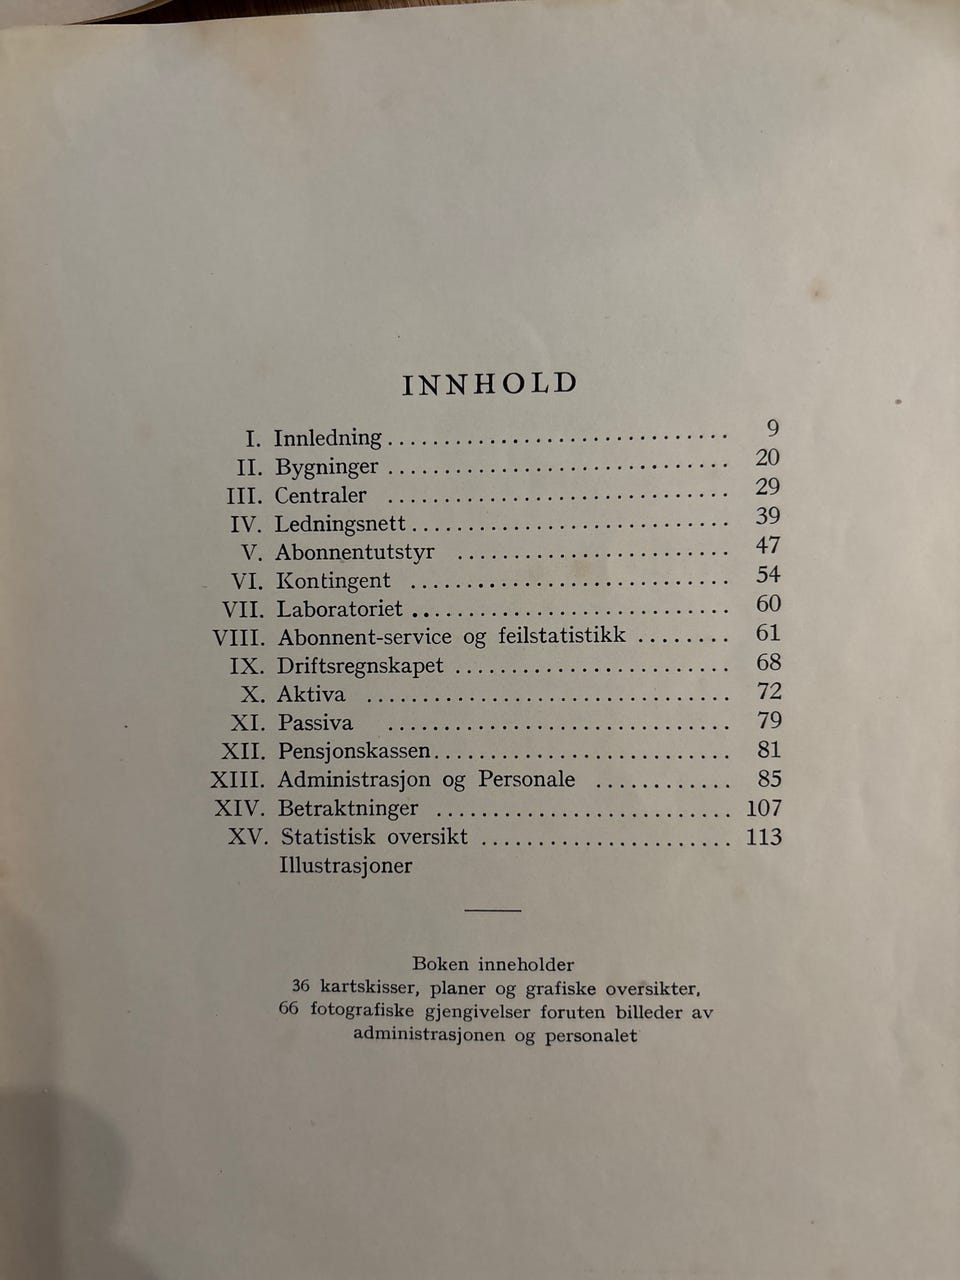 INNHOLD
I. Innledning .............................. 9
II. Bygninger .............................. 20
III. Centraler .............................. 29
IV. Ledningsnett ............................ 39
V. Abonnentutstyr ........................ 47
VI. Kontingent ............................ 54
VII. Laboratoriet ............................ 60
VIII. Abonnent-service og feilstatistikk ........ 61
IX. Driftsregnskapet ........................ 68
X. Aktiva ................................ 72
XI. Passiva .............................. 79
XII. Pensjonskassen .......................... 81
XIII. Administrasjon og Personale ............ 85
XIV. Betraktninger .......................... 107
XV. Statistisk oversikt ...................... 113
Illustrasjoner
Boken inneholder
36 kartskisser, planer og grafiske oversikter,
66 fotografiske gjengivelser foruten billeder av
administrasjonen og personalet